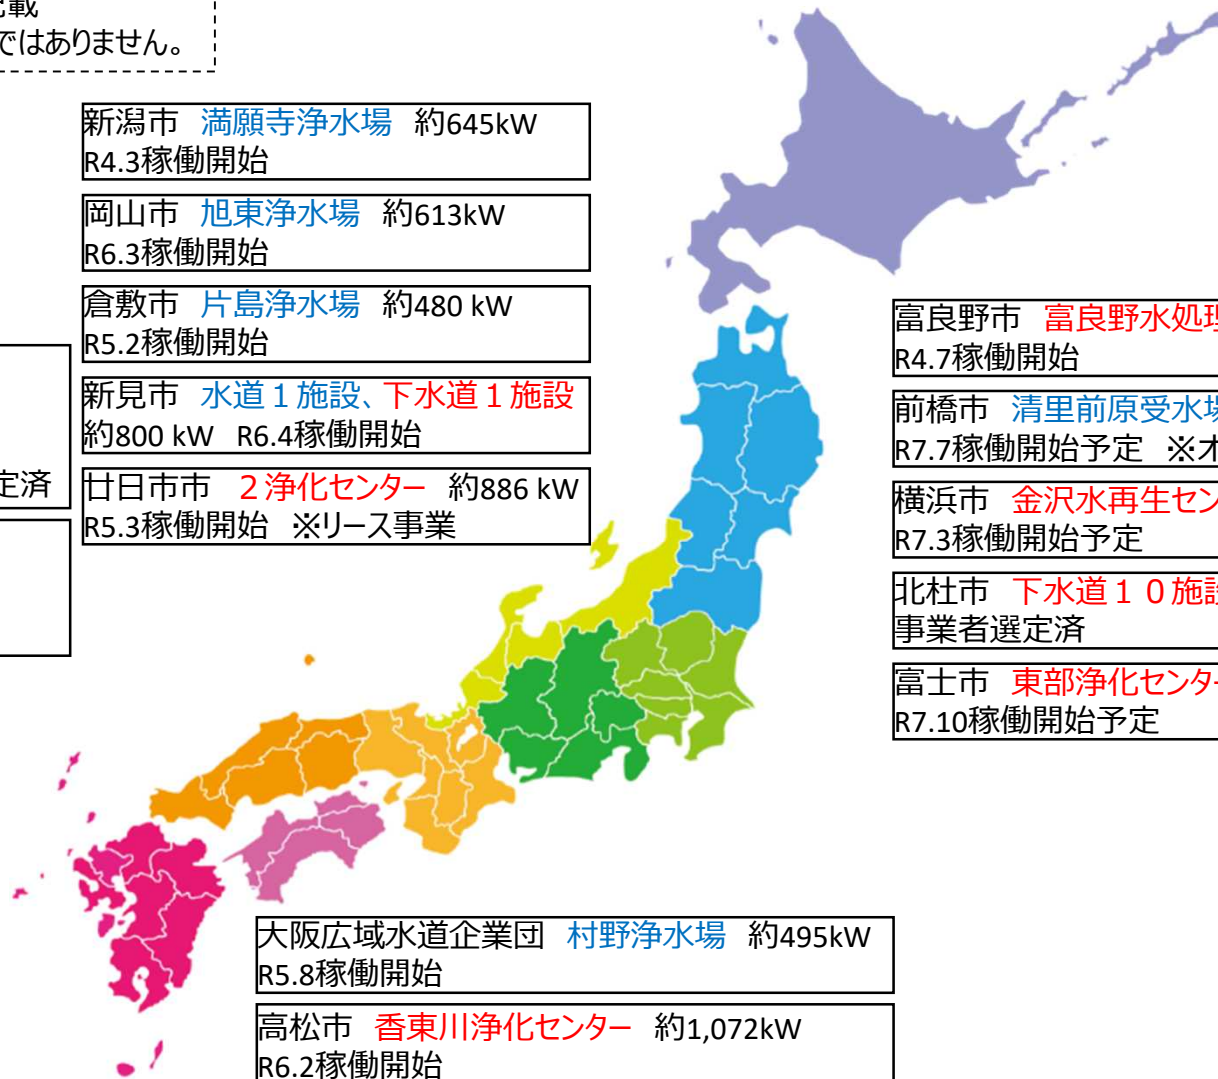 載
ではありません。
新潟市 満願寺浄水場 約645kW
R4.3稼働開始
岡山市 旭東浄水場 約613kW
R6.3稼働開始
倉敷市 片島浄水場 約480 kW
R5.2稼働開始
新見市 水道１施設、下水道１施設
約800 kW R6.4稼働開始
定済
廿日市市 ２浄化センター 約886 kW
R5.3稼働開始 ※リース事業
富良野市 富良野水処理
R4.7稼働開始
前橋市 清里前原受水場
R7.7稼働開始予定 ※オ
横浜市 金沢水再生セン
R7.3稼働開始予定
北杜市 下水道１０施設
事業者選定済
富士市 東部浄化センター
R7.10稼働開始予定
大阪広域水道企業団 村野浄水場 約495kW
R5.8稼働開始
高松市 香東川浄化センター 約1,072kW
R6.2稼働開始